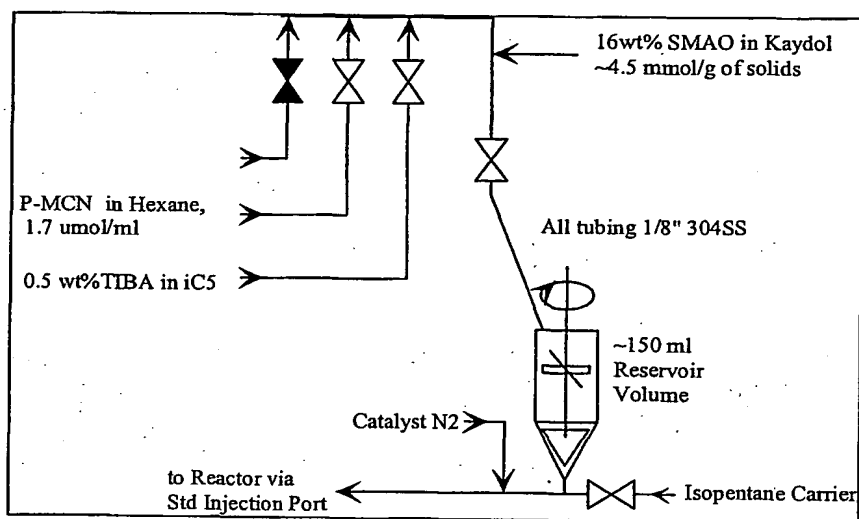 16wt% SMAO in Kaydol
~4.5 mmol/g of solids
P-MCN in Hexane,
1.7 umol/ml
All tubing 1/8" 304SS
0.5 wt%TIBA in iC5
~150 ml
Reservoir
Volume
Catalyst N2
to Reactor via
Std Injection Port
Isopentane Carrier